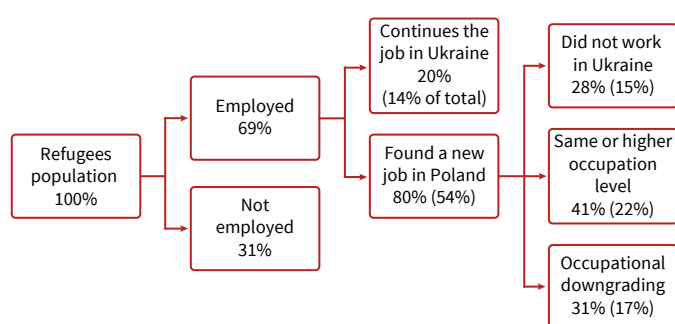 Refugees
population
100%
Employed
69%
Not
employed
31%
Continues the
job in Ukraine
20%
(14% of total)
Found a new
job in Poland
80% (54%)
Did not work
in Ukraine
28% (15%)
Same or higher
occupation
level
41% (22%)
Occupational
downgrading
31% (17%)